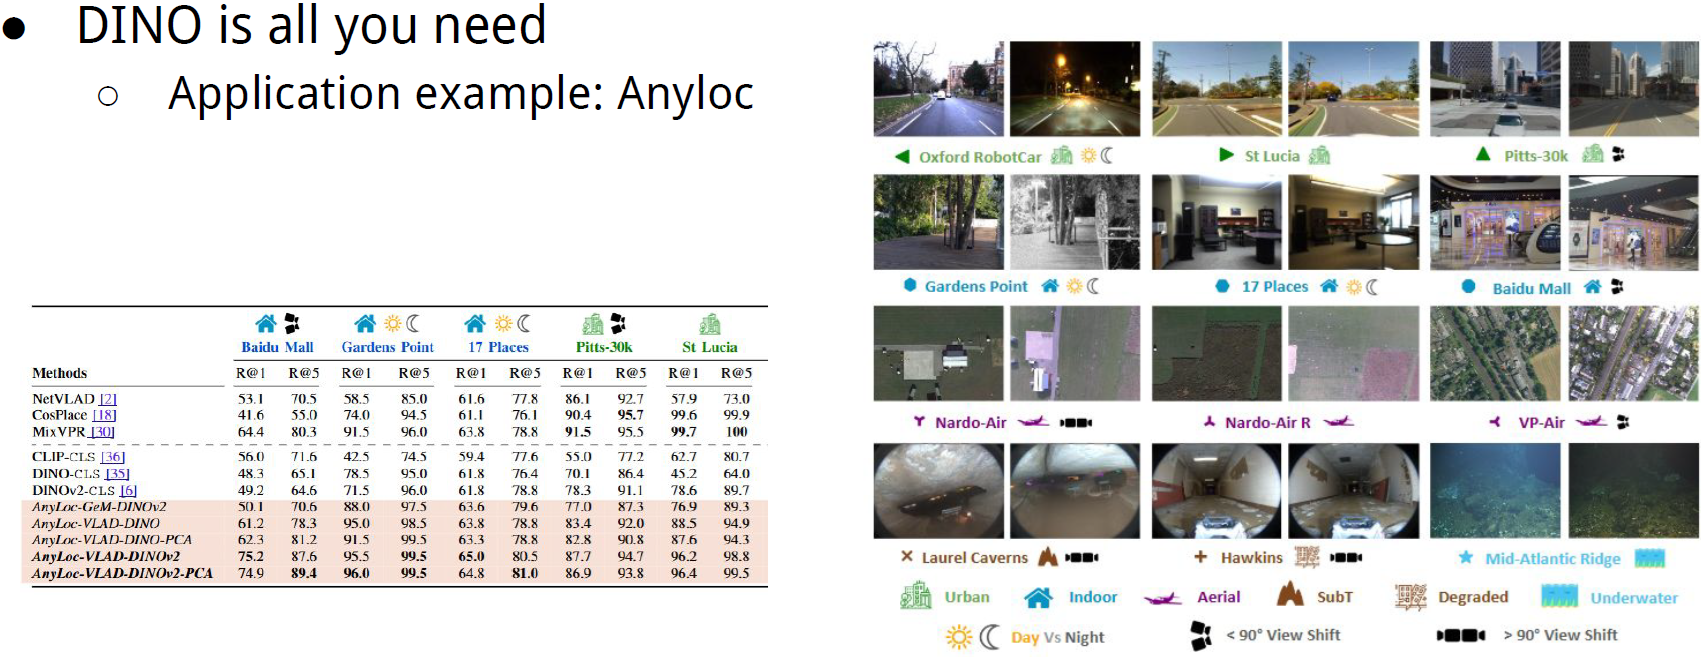 ● DINO is all you need
○ Application example: Anyloc
Baidu Mall Gardens Point 17 Places Pitts-30k St Lucia
Methods R@1 R@5 R@1 R@5 R@1 R@5 R@1 R@5 R@1 R@5
NetVLAD [2] 53.1 70.5 58.5 85.0 61.6 77.8 86.1 92.7 57.9 73.0
CosPlace [18] 41.6 55.0 74.0 94.5 61.1 76.1 90.4 95.7 99.6 99.9
MixVPR [30] 64.4 80.3 91.5 96.0 63.8 78.8 91.5 95.5 99.7 100
CLIP-CLS [36] 56.0 71.6 42.5 74.5 59.4 77.6 55.0 77.2 62.7 80.7
DINO-CLS [35] 48.3 65.1 78.5 95.0 61.8 76.4 70.1 86.4 45.2 64.0
DINOv2-CLS [6] 49.2 64.6 71.5 96.0 61.8 78.8 78.3 91.1 78.6 89.7
AnyLoc-GeM-DINOv2 50.1 70.6 88.0 97.5 63.6 79.6 77.0 87.3 76.9 89.3
AnyLoc-VLAD-DINO 61.2 78.3 95.0 98.5 63.8 78.8 83.4 92.0 88.5 94.9
AnyLoc-VLAD-DINO-PCA 62.3 81.2 91.5 99.5 63.3 78.8 82.8 90.8 87.6 94.3
AnyLoc-VLAD-DINOv2 75.2 87.6 95.5 99.5 65.0 80.5 87.7 94.7 96.2 98.8
AnyLoc-VLAD-DINOv2-PCA 74.9 89.4 96.0 99.5 64.8 81.0 86.9 93.8 96.4 99.5
Oxford RobotCar St Lucia Pitts-30k
Gardens Point 17 Places Baidu Mall
Nardo-Air Nardo-Air R VP-Air
Laurel Caverns Hawkins Mid-Atlantic Ridge
Urban Indoor Aerial SubT Degraded Underwater
Day Vs Night < 90° View Shift > 90° View Shift